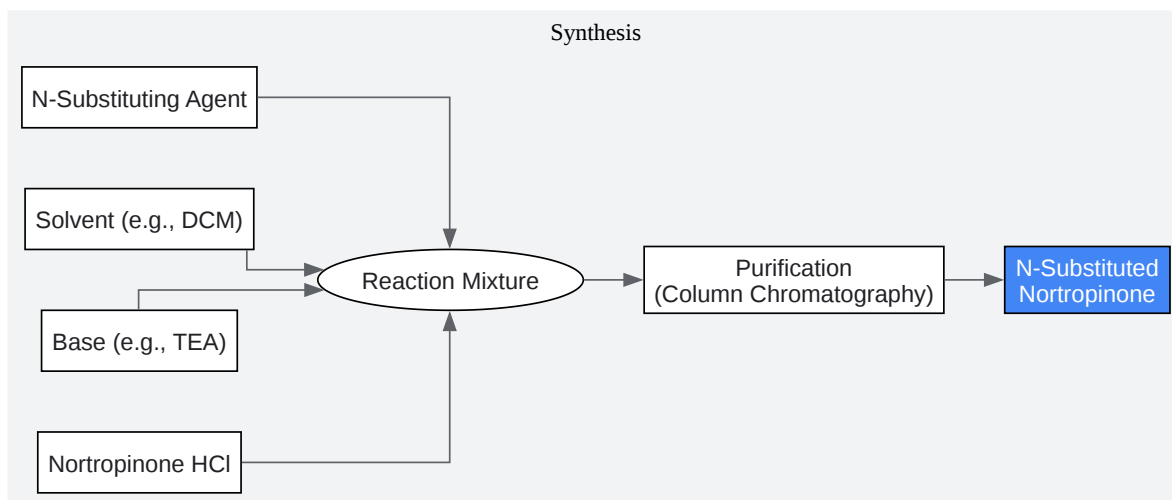 Synthesis
N-Substituting Agent
Solvent (e.g., DCM)
Base (e.g., TEA)
Nortropinone HCl
Reaction Mixture
Purification
(Column Chromatography)
N-Substituted
Nortropinone